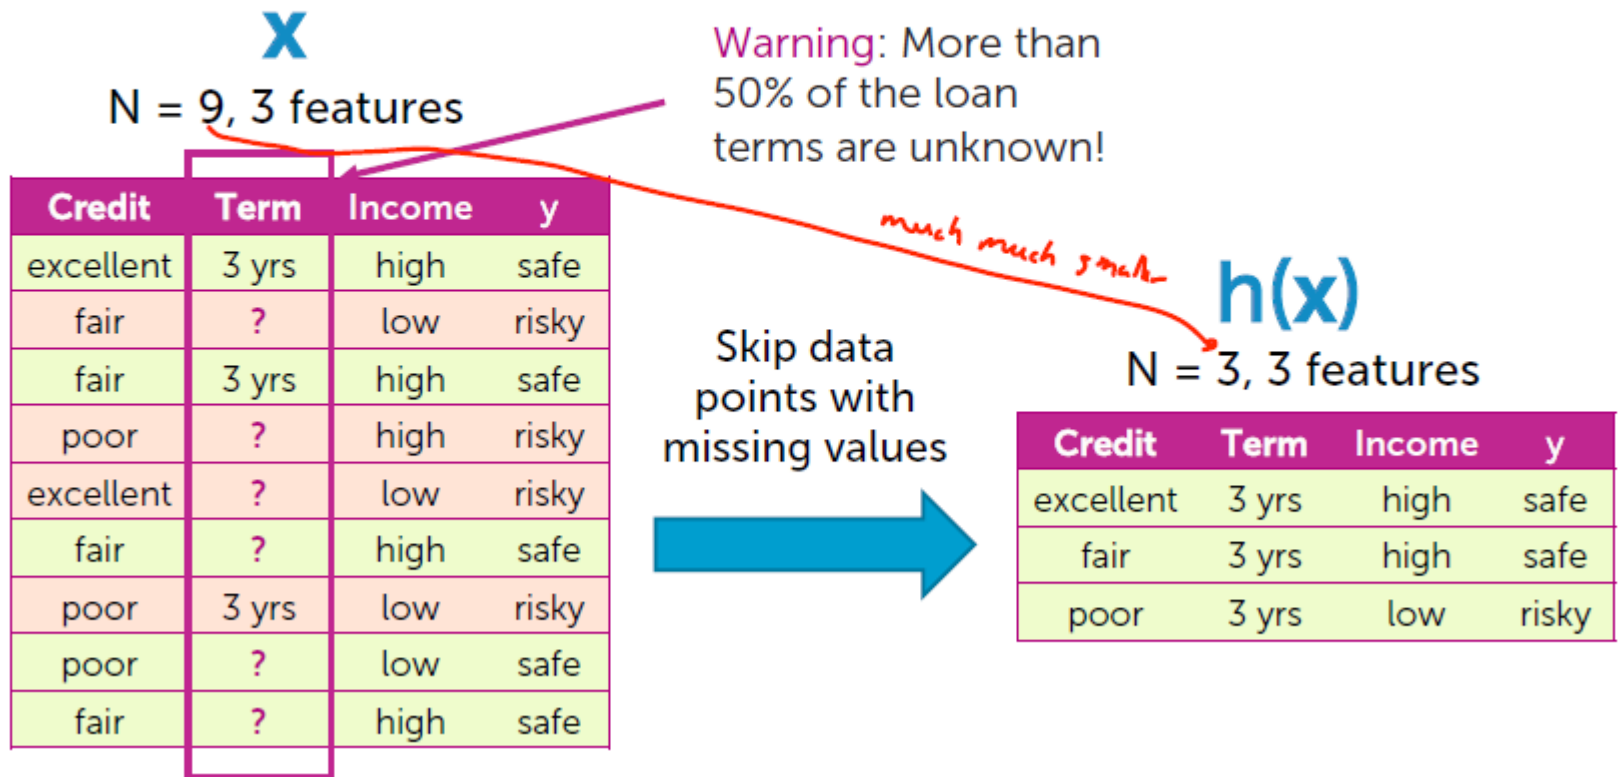 x
N = 9, 3 features
Warning: More than
50% of the loan
terms are unknown!
Credit Term Income y
excellent 3 yrs high safe
fair ? low risky
fair 3 yrs high safe
poor ? high risky
excellent ? low risky
fair ? high safe
poor 3 yrs low risky
poor ? low safe
fair ? high safe
Skip data
points with
missing values
much much
h(x)
N = 3, 3 features
Credit Term Income y
excellent 3 yrs high safe
fair 3 yrs high safe
poor 3 yrs low risky